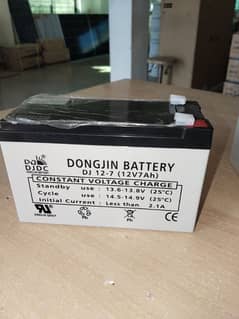 DJDC
DONGJIN BATTERY
DJ 12-7 (12V7Ah)
CONSTANT VOLTAGE CHARGE
Standby use : 13.6-13.8V (25°C)
Cycle use : 14.5-14.9V (25°C)
Initial Current : Less than 2.1A